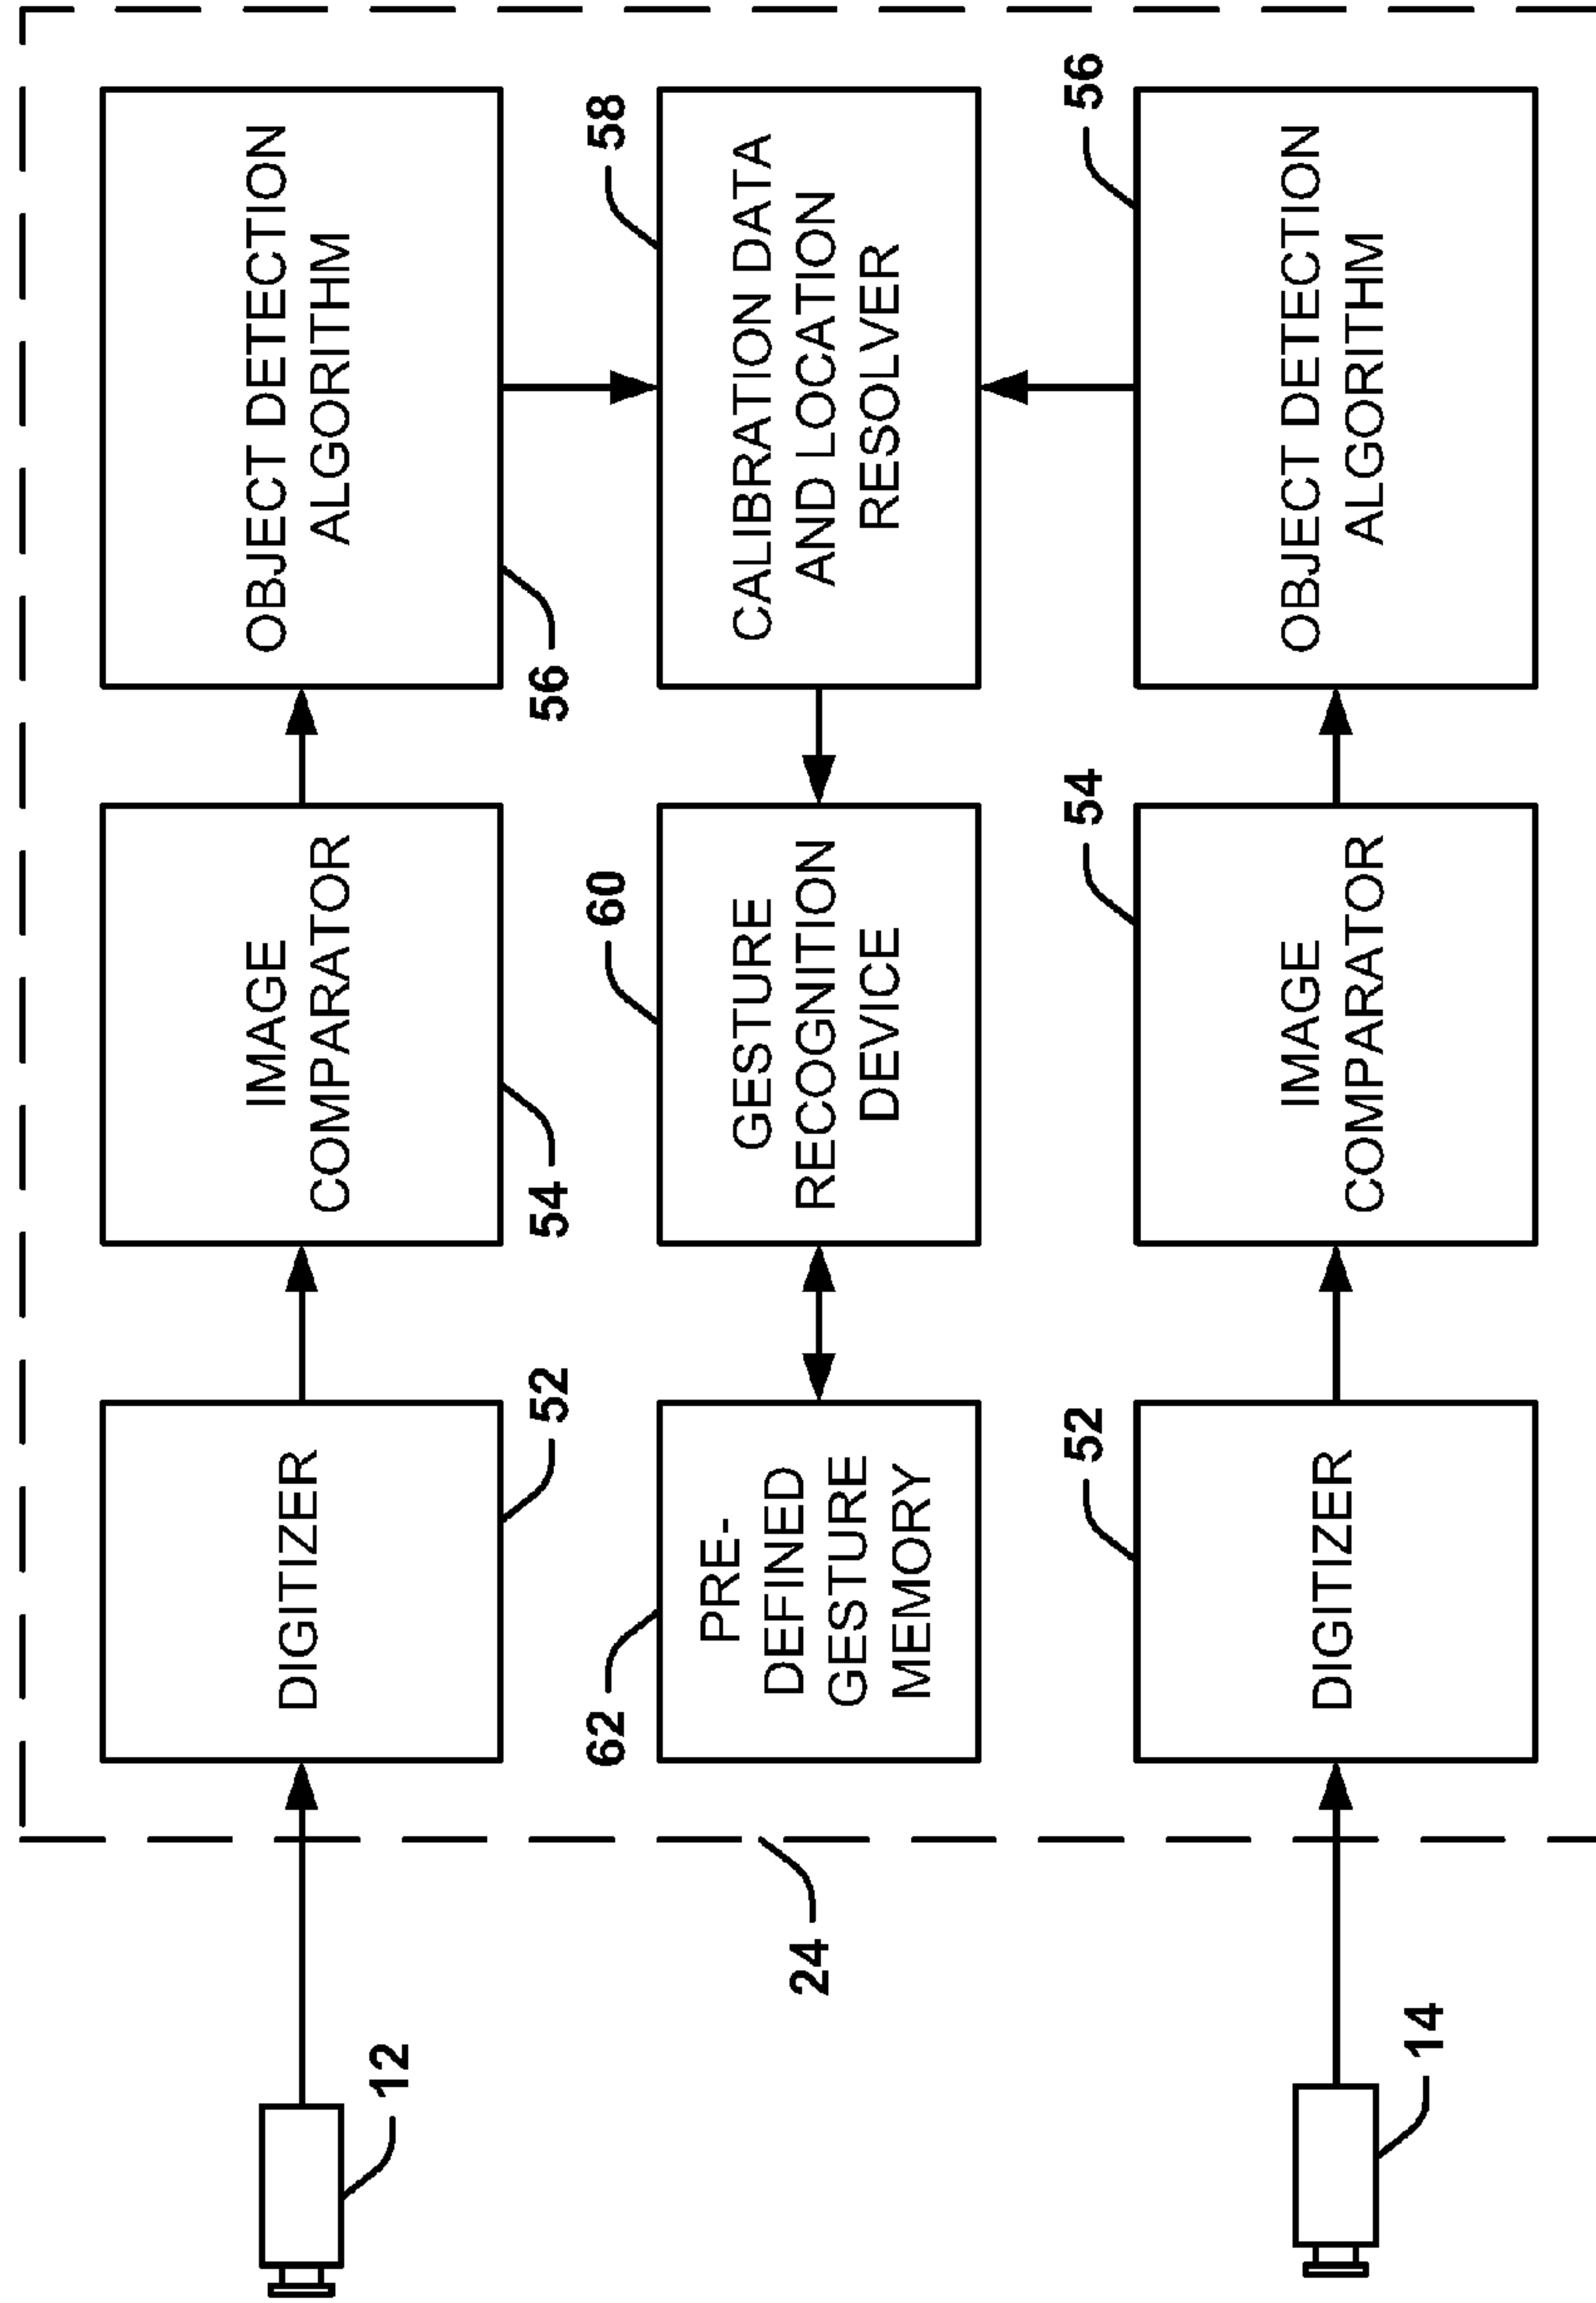 DIGITIZER
IMAGE
COMPARATOR
OBJECT DETECTION
ALGORITHM
12
52
54
56
62
60
58
24
PRE-
DEFINED
GESTURE
MEMORY
GESTURE
RECOGNITION
DEVICE
CALIBRATION DATA
AND LOCATION
RESOLVER
52
54
56
DIGITIZER
IMAGE
COMPARATOR
OBJECT DETECTION
ALGORITHM
14